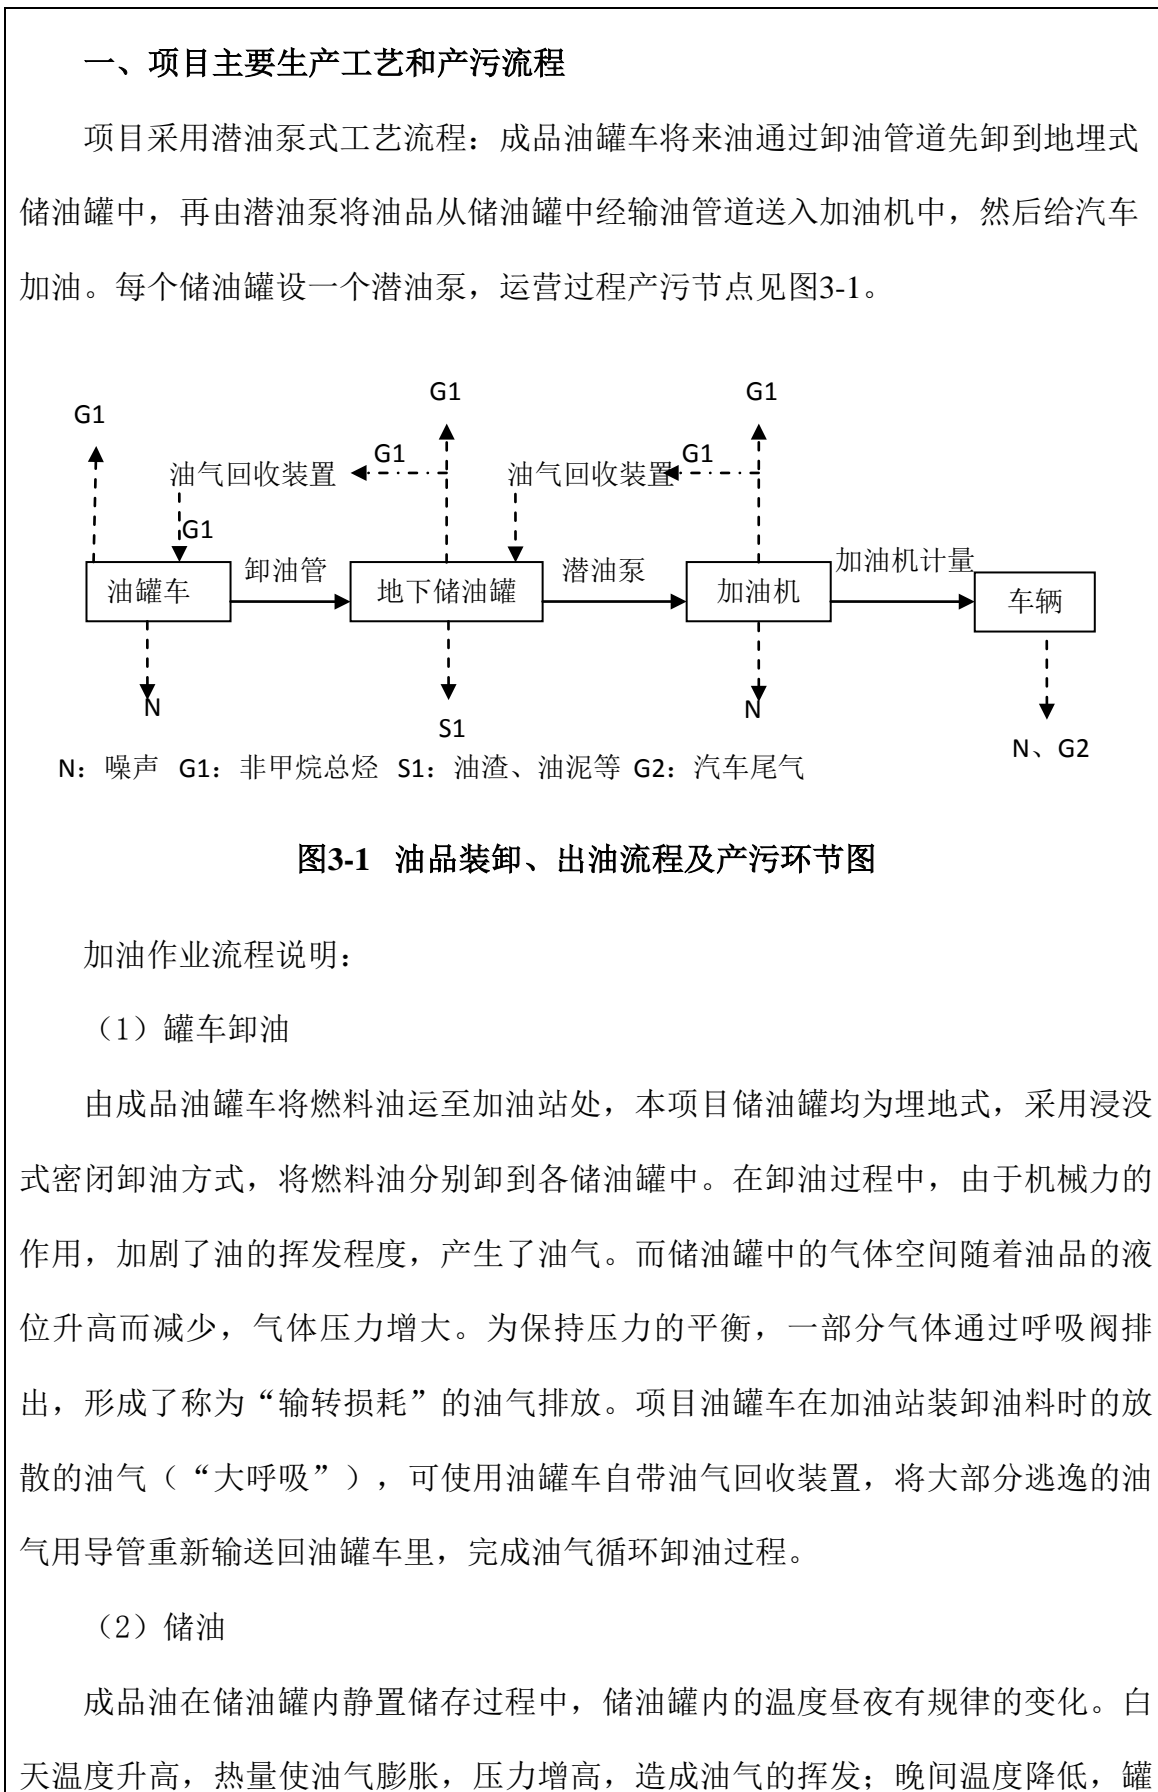 一、项目主要生产工艺和产污流程
项目采用潜油泵式工艺流程：成品油罐车将来油通过卸油管道先卸到地埋式
储油罐中，再由潜油泵将油品从储油罐中经输油管道送入加油机中，然后给汽车
加油。每个储油罐设一个潜油泵，运营过程产污节点见图3-1。
G1 G1 G1
油气回收装置 G1 油气回收装置 G1
G1
油罐车 卸油管 地下储油罐 潜油泵 加油机 加油机计量 车辆
N S1 N N、G2
N：噪声 G1：非甲烷总烃 S1：油渣、油泥等 G2：汽车尾气
图3-1 油品装卸、出油流程及产污环节图
加油作业流程说明：
（1）罐车卸油
由成品油罐车将燃料油运至加油站处，本项目储油罐均为埋地式，采用浸没
式密闭卸油方式，将燃料油分别卸到各储油罐中。在卸油过程中，由于机械力的
作用，加剧了油的挥发程度，产生了油气。而储油罐中的气体空间随着油品的液
位升高而减少，气体压力增大。为保持压力的平衡，一部分气体通过呼吸阀排
出，形成了称为“输转损耗”的油气排放。项目油罐车在加油站装卸油料时的放
散的油气（“大呼吸”），可使用油罐车自带油气回收装置，将大部分逃逸的油
气用导管重新输送回油罐车里，完成油气循环卸油过程。
（2）储油
成品油在储油罐内静置储存过程中，储油罐内的温度昼夜有规律的变化。白
天温度升高，热量使油气膨胀，压力增高，造成油气的挥发；晚间温度降低，罐